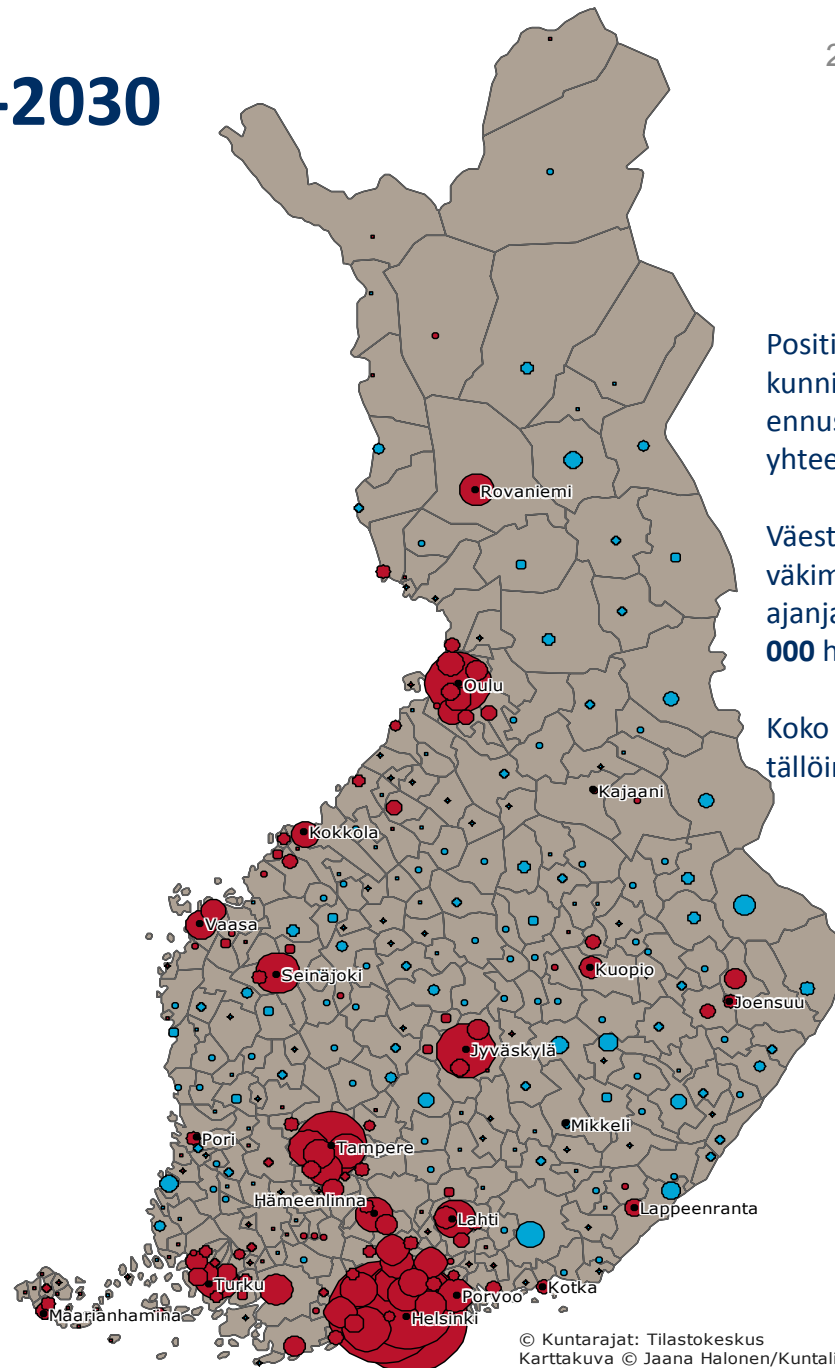 -2030
2
Positi
kunni
ennus
yhtee
Väest
väkim
ajanja
000 h
Koko
tällöin
Rovaniemi
Oulu
Kajaani
Kokkola
Vaasa
Seinäjoki
Kuopio
Joensuu
Jyväskylä
Mikkeli
Pori
Tampere
Hämeenlinna
Lahti
Lappeenranta
Turku
Porvoo
Kotka
Maarianhamina
Helsinki
© Kuntarajat: Tilastokeskus
Karttakuva © Jaana Halonen/Kuntali